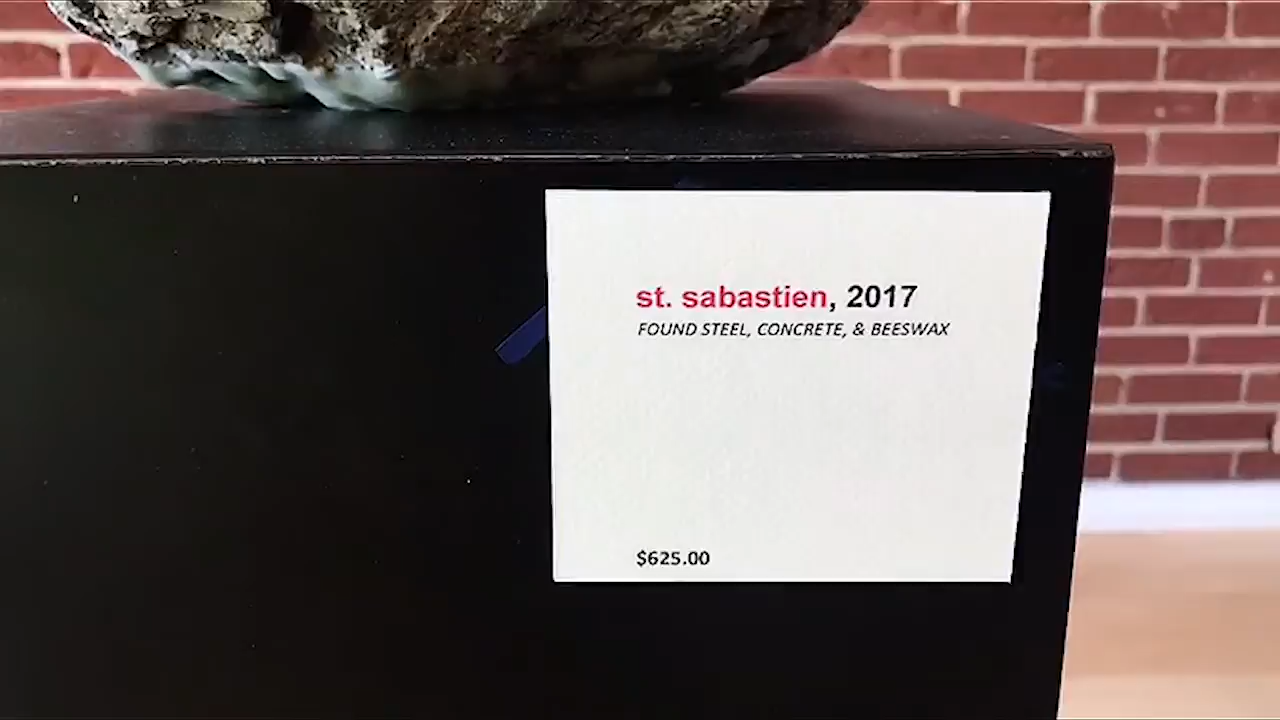 st. sabastien, 2017
FOUND STEEL, CONCRETE, & BEESWAX
$625.00